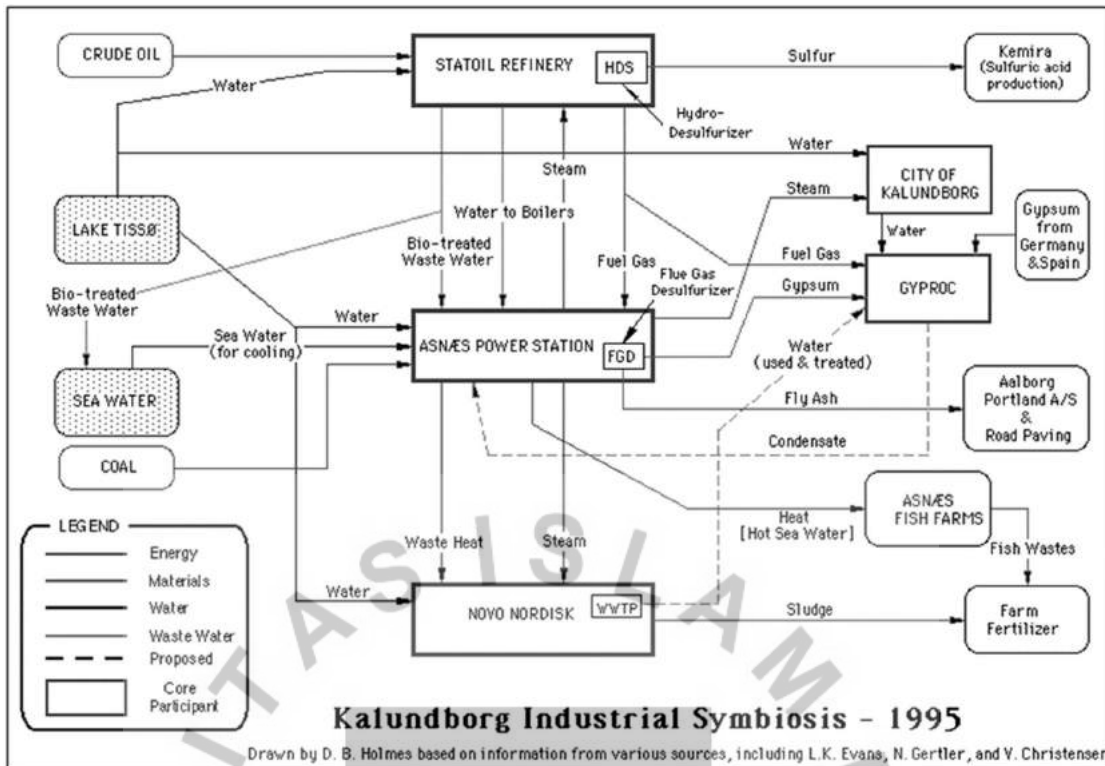 CRUDE OIL
STATOIL REFINERY
HDS
Sulfur
Kemira
(Sulfuric acid
production)
Water
Hydro-
Desulfurizer
Water
CITY OF
KALUNDBORG
Steam
Steam
LAKE TISSØ
Water to Boilers
Bio-treated
Waste Water
Fuel Gas
Water
Gypsum
from
Germany
&Spain
Fuel Gas
GYPROC
Bio-treated
Waste Water
Flue Gas
Desulfurizer
Gypsum
Water
Sea Water
(for cooling)
ASNÆS POWER STATION
FGD
Water
(used & treated)
SEA WATER
Fly Ash
Aalborg
Portland A/S
&
Road Paving
COAL
Condensate
ASNÆS
FISH FARMS
Heat
[Hot Sea Water]
LEGEND
Energy
Materials
Water
Waste Water
Proposed
Core
Participant
Waste Heat
Steam
Fish Wastes
Water
NOVO NORDISK
WWTP
Sludge
Farm
Fertilizer
ITAS ISLAM
Kalundborg Industrial Symbiosis - 1995
Drawn by D. B. Holmes based on information from various sources, including L.K. Evans, N. Gertler, and V. Christensen